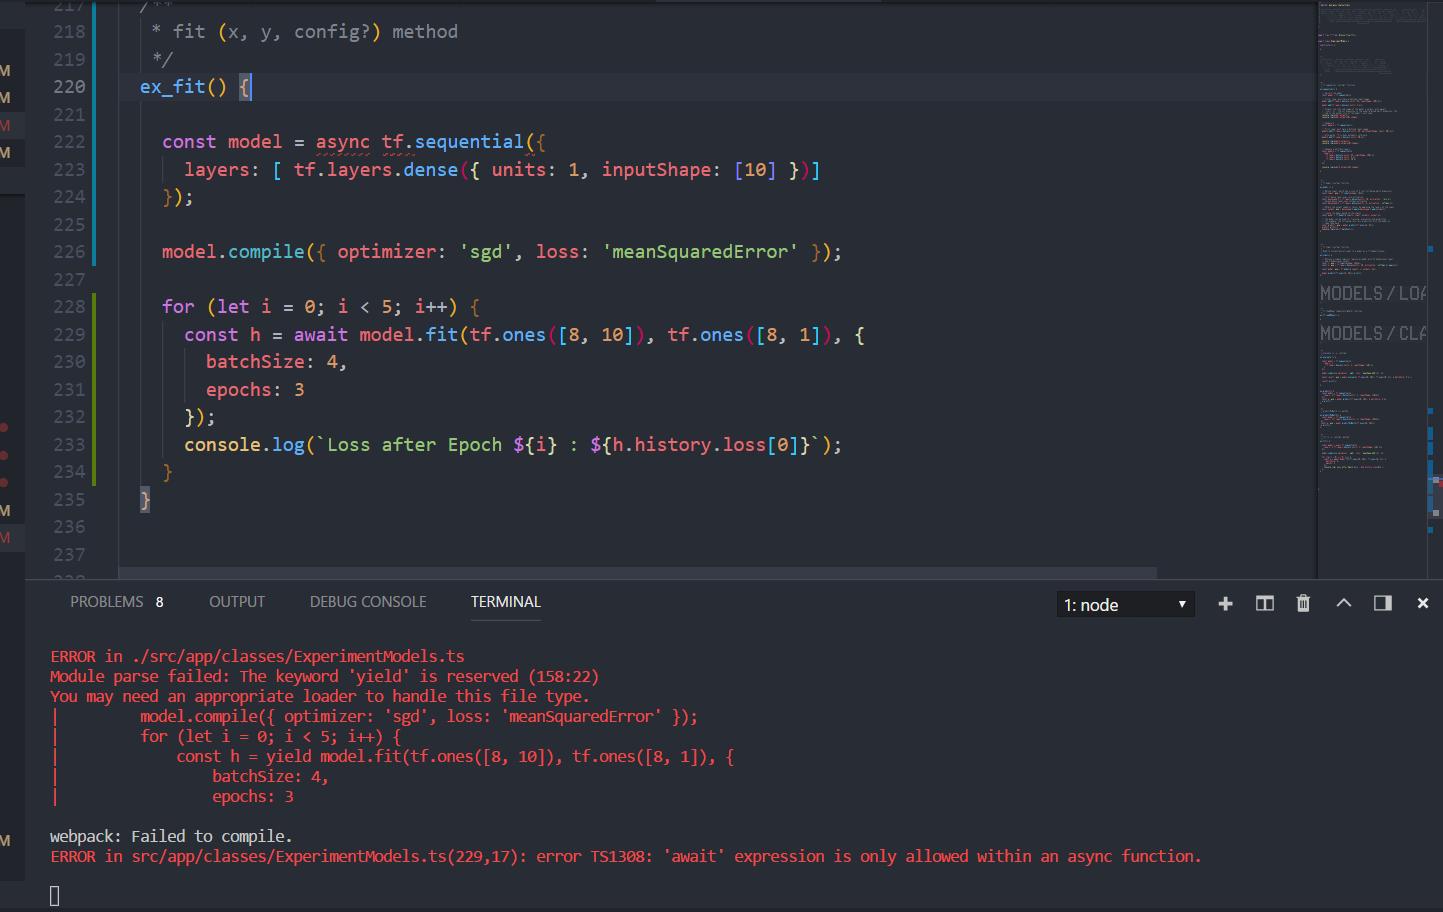 217 /**
218 * fit (x, y, config?) method
219 */
220 ex_fit() {
221
222 const model = async tf.sequential({
223 layers: [ tf.layers.dense({ units: 1, inputShape: [10] })]
224 });
225
226 model.compile({ optimizer: 'sgd', loss: 'meanSquaredError' });
227
228 for (let i = 0; i < 5; i++) {
229 const h = await model.fit(tf.ones([8, 10]), tf.ones([8, 1]), {
230 batchSize: 4,
231 epochs: 3
232 });
233 console.log(`Loss after Epoch ${i} : ${h.history.loss[0]}`);
234 }
235 }
236
237
238
M
M
M
M
M
M
M
MODELS / LOA
MODELS / CLA
PROBLEMS 8 OUTPUT DEBUG CONSOLE TERMINAL 1: node
ERROR in ./src/app/classes/ExperimentModels.ts
Module parse failed: The keyword 'yield' is reserved (158:22)
You may need an appropriate loader to handle this file type.
| model.compile({ optimizer: 'sgd', loss: 'meanSquaredError' });
| for (let i = 0; i < 5; i++) {
| const h = yield model.fit(tf.ones([8, 10]), tf.ones([8, 1]), {
| batchSize: 4,
| epochs: 3
webpack: Failed to compile.
ERROR in src/app/classes/ExperimentModels.ts(229,17): error TS1308: 'await' expression is only allowed within an async function.